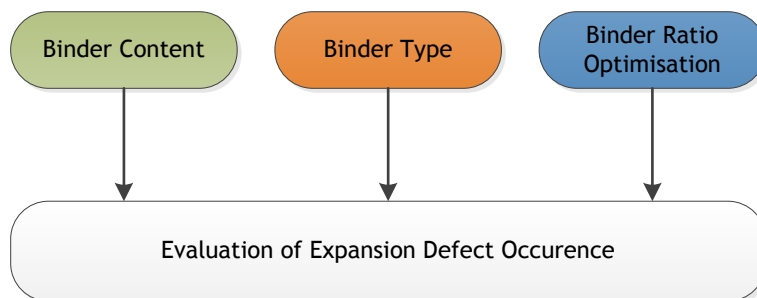 Binder Content
Binder Type
Binder Ratio
Optimisation
Evaluation of Expansion Defect Occurence